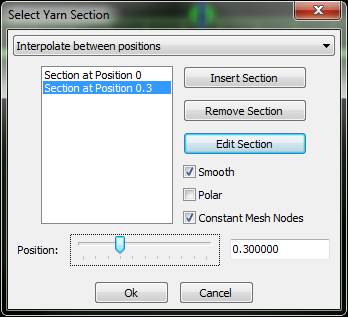 Select Yarn Section
Interpolate between positions
Section at Position 0
Section at Position 0.3
Insert Section
Remove Section
Edit Section
Smooth
Polar
Constant Mesh Nodes
Position:
0.300000
Ok
Cancel